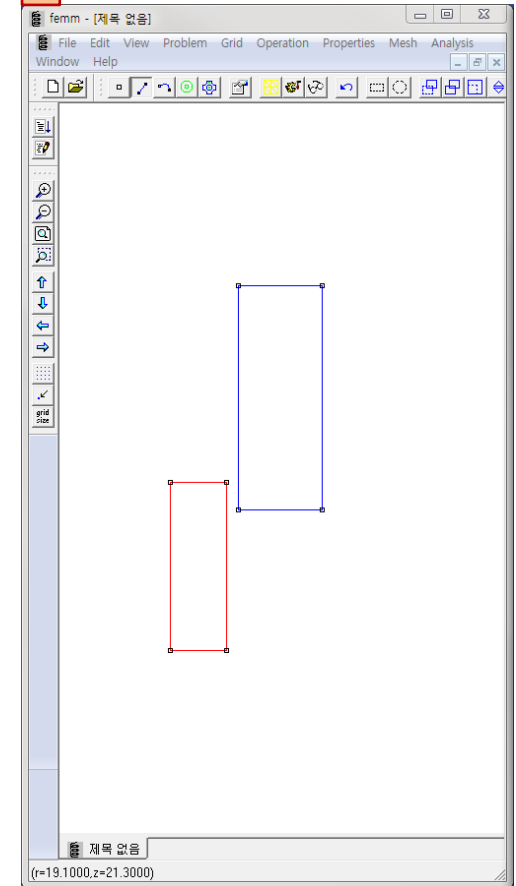 femm - [제목 없음]
File Edit View Problem Grid Operation Properties Mesh Analysis
Window Help
grid
size
제목 없음
(r=19.1000,z=21.3000)